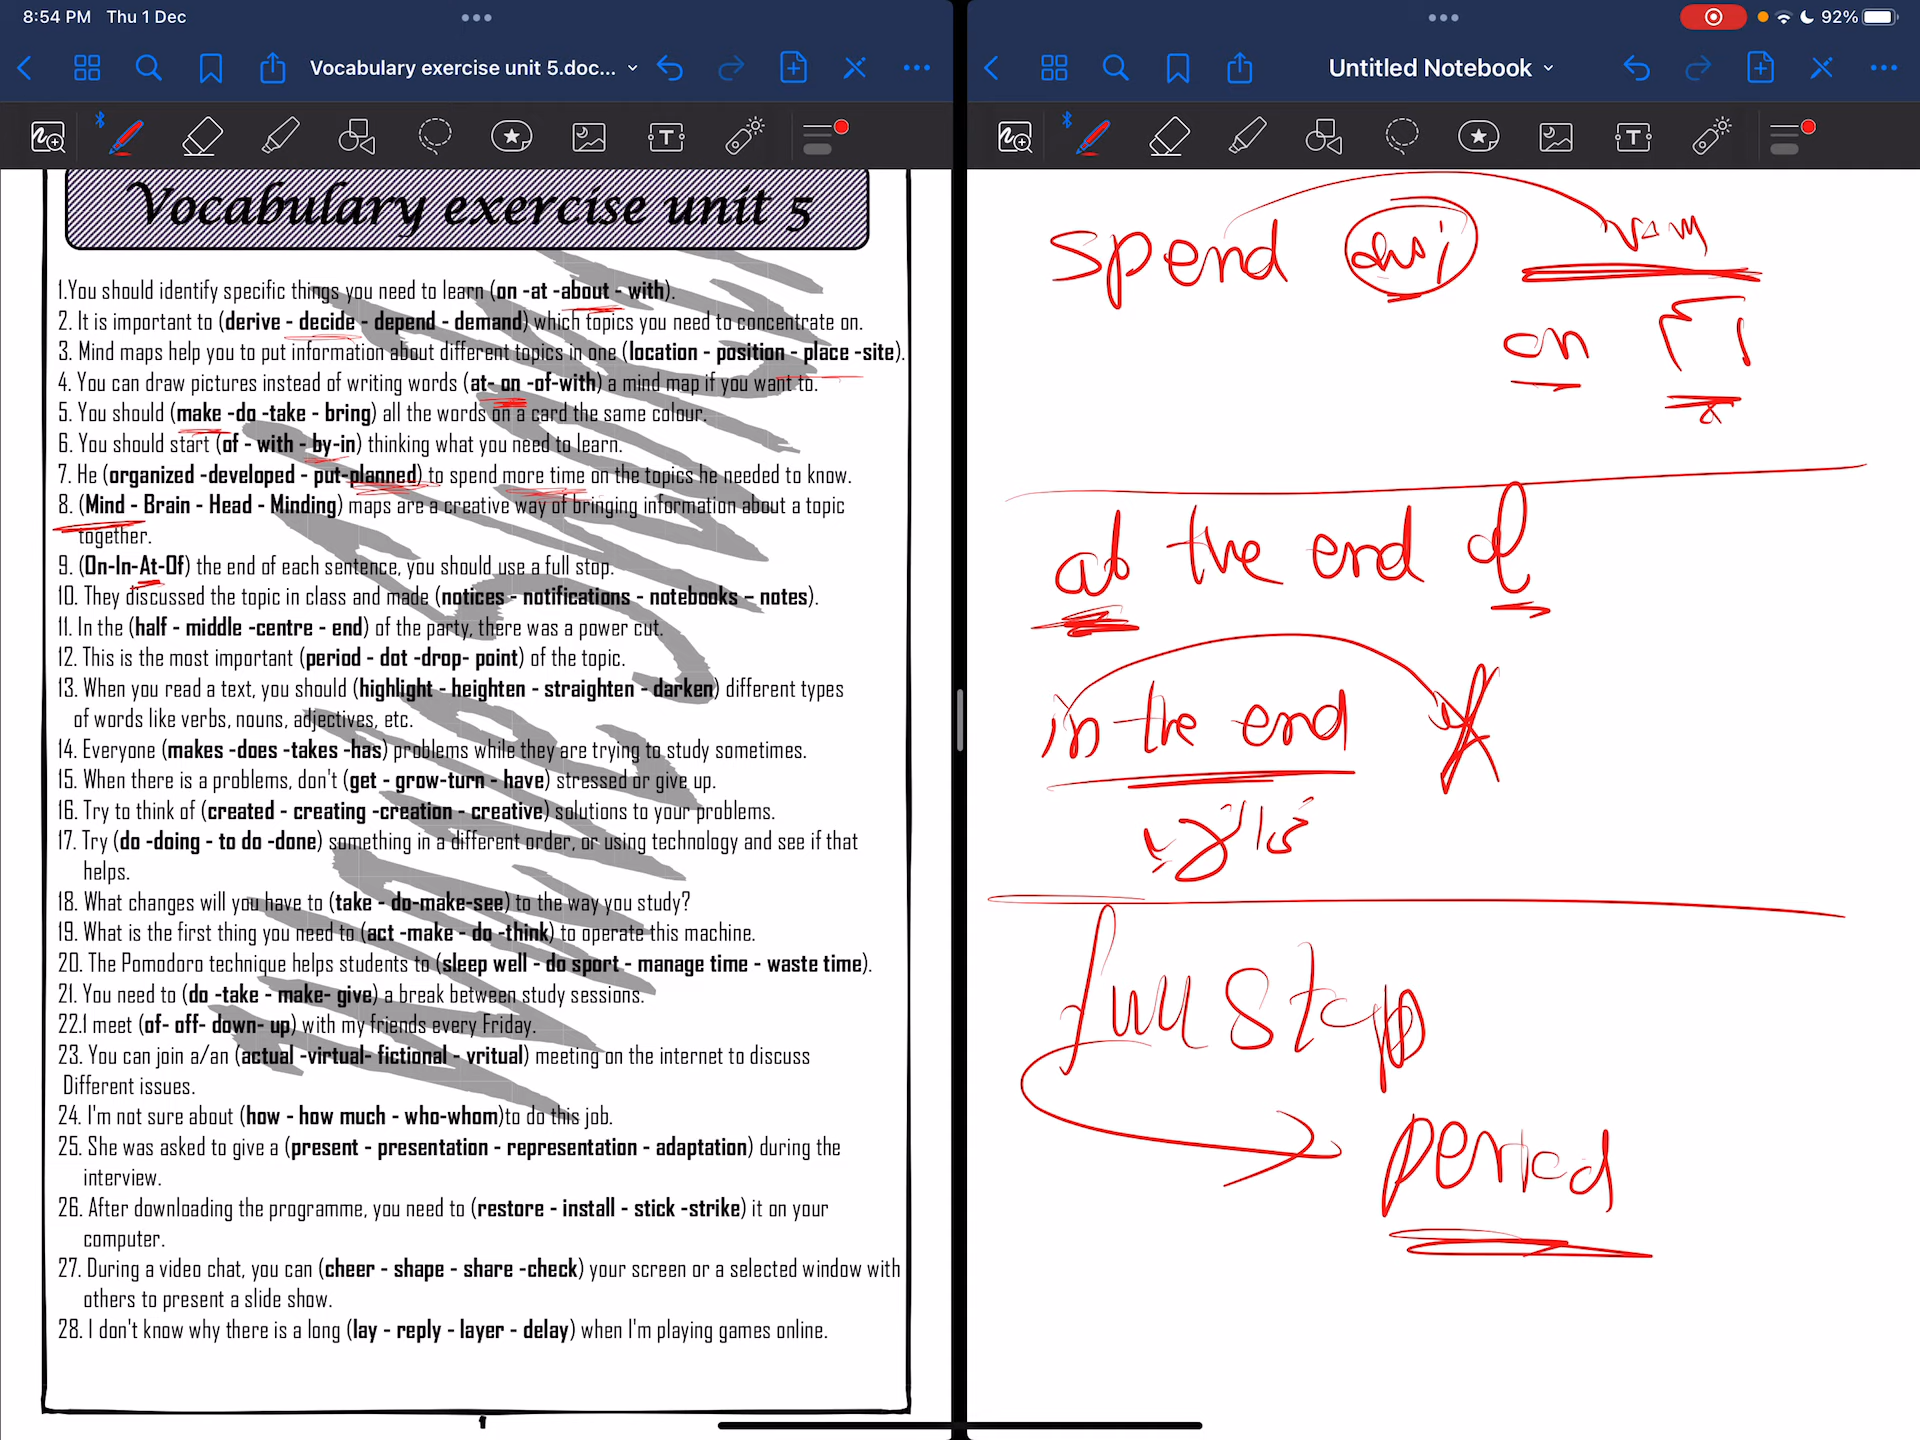 8:54 PM Thu 1 Dec
92%
Vocabulary exercise unit 5.doc...
Untitled Notebook
Vocabulary exercise unit 5
1.You should identify specific things you need to learn (on -at -about - with).
2. It is important to (derive - decide - depend - demand) which topics you need to concentrate on.
3. Mind maps help you to put information about different topics in one (location - position - place -site).
4. You can draw pictures instead of writing words (at- on -of-with) a mind map if you want to.
5. You should (make -do -take - bring) all the words on a card the same colour.
6. You should start (of - with - by-in) thinking what you need to learn.
7. He (organized -developed - put-planned) to spend more time on the topics he needed to know.
8. (Mind - Brain - Head - Minding) maps are a creative way of bringing information about a topic
together.
9. (On-In-At-Of) the end of each sentence, you should use a full stop.
10. They discussed the topic in class and made (notices - notifications - notebooks – notes).
11. In the (half - middle -centre - end) of the party, there was a power cut.
12. This is the most important (period - dot -drop- point) of the topic.
13. When you read a text, you should (highlight - heighten - straighten - darken) different types
of words like verbs, nouns, adjectives, etc.
14. Everyone (makes -does -takes -has) problems while they are trying to study sometimes.
15. When there is a problems, don't (get - grow-turn - have) stressed or give up.
16. Try to think of (created - creating -creation - creative) solutions to your problems.
17. Try (do -doing - to do -done) something in a different order, or using technology and see if that
helps.
18. What changes will you have to (take - do-make-see) to the way you study?
19. What is the first thing you need to (act -make - do -think) to operate this machine.
20. The Pomodoro technique helps students to (sleep well - do sport - manage time - waste time).
21. You need to (do -take - make- give) a break between study sessions.
22.I meet (of- off- down- up) with my friends every Friday.
23. You can join a/an (actual -virtual- fictional - vritual) meeting on the internet to discuss
Different issues.
24. I'm not sure about (how - how much - who-whom)to do this job.
25. She was asked to give a (present - presentation - representation - adaptation) during the
interview.
26. After downloading the programme, you need to (restore - install - stick -strike) it on your
computer.
27. During a video chat, you can (cheer - shape - share -check) your screen or a selected window with
others to present a slide show.
28. I don't know why there is a long (lay - reply - layer - delay) when I'm playing games online.
1
spend
on
at the end of
in the end
full stop
period